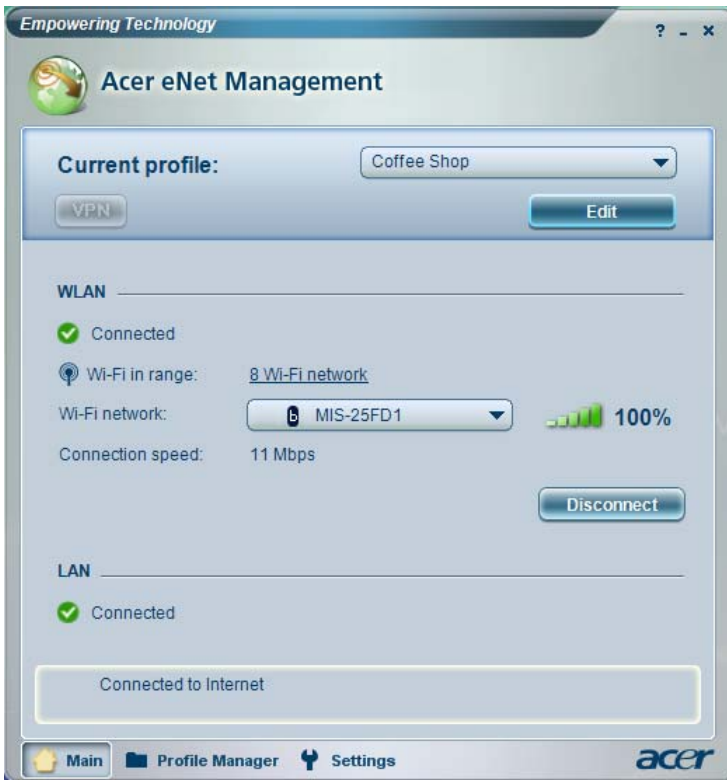 Empowering Technology
? - ×
Acer eNet Management
Current profile: Coffee Shop
VPN Edit
WLAN
Connected
Wi-Fi in range: 8 Wi-Fi network
Wi-Fi network: b MIS-25FD1 100%
Connection speed: 11 Mbps
Disconnect
LAN
Connected
Connected to Internet
Main Profile Manager Settings acer